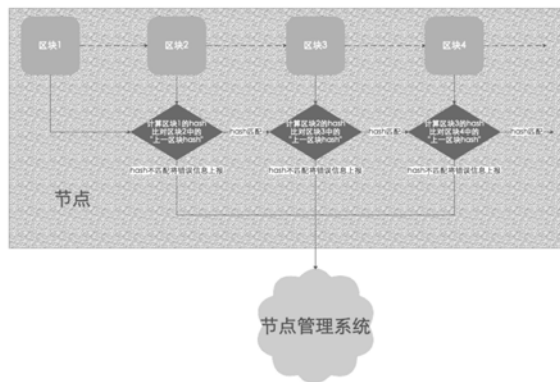 区块1
区块2
区块3
区块4
计算区块1的hash
比对区块2中的
"上一区块hash"
hash匹配
计算区块2的hash
比对区块3中的
"上一区块hash"
hash匹配
计算区块3的hash
比对区块4中的
"上一区块hash"
hash匹配
hash不匹配将错误信息上报
hash不匹配将错误信息上报
hash不匹配将错误信息上报
节点
节点管理系统